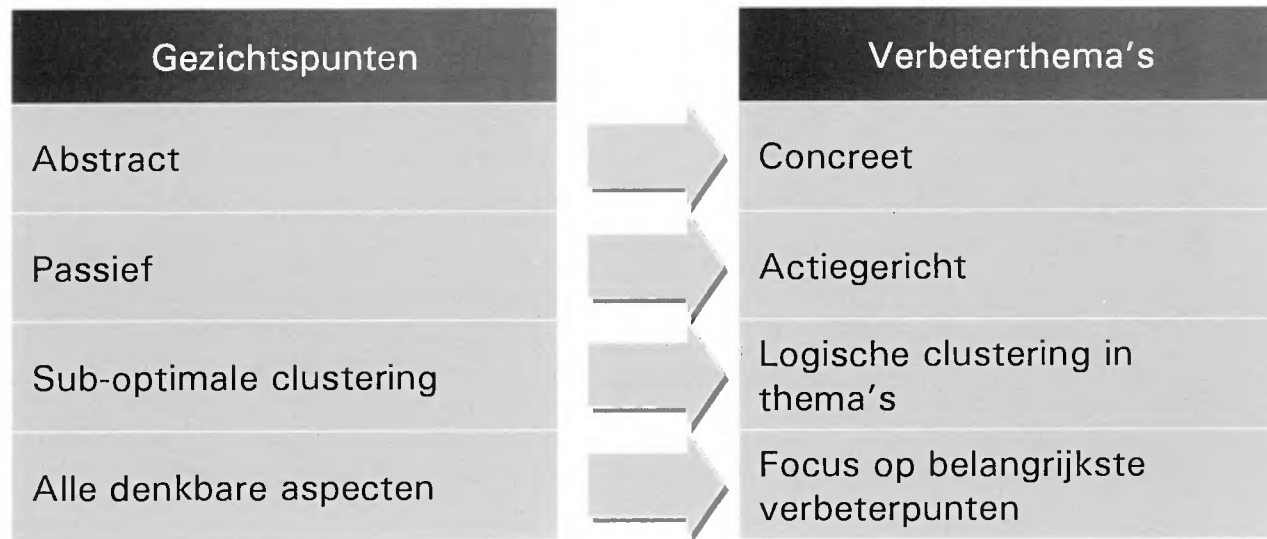 Gezichtspunten
Verbeterthema's
Abstract
Concreet
Passief
Actiegericht
Sub-optimale clustering
Logische clustering in
thema's
Alle denkbare aspecten
Focus op belangrijkste
verbeterpunten